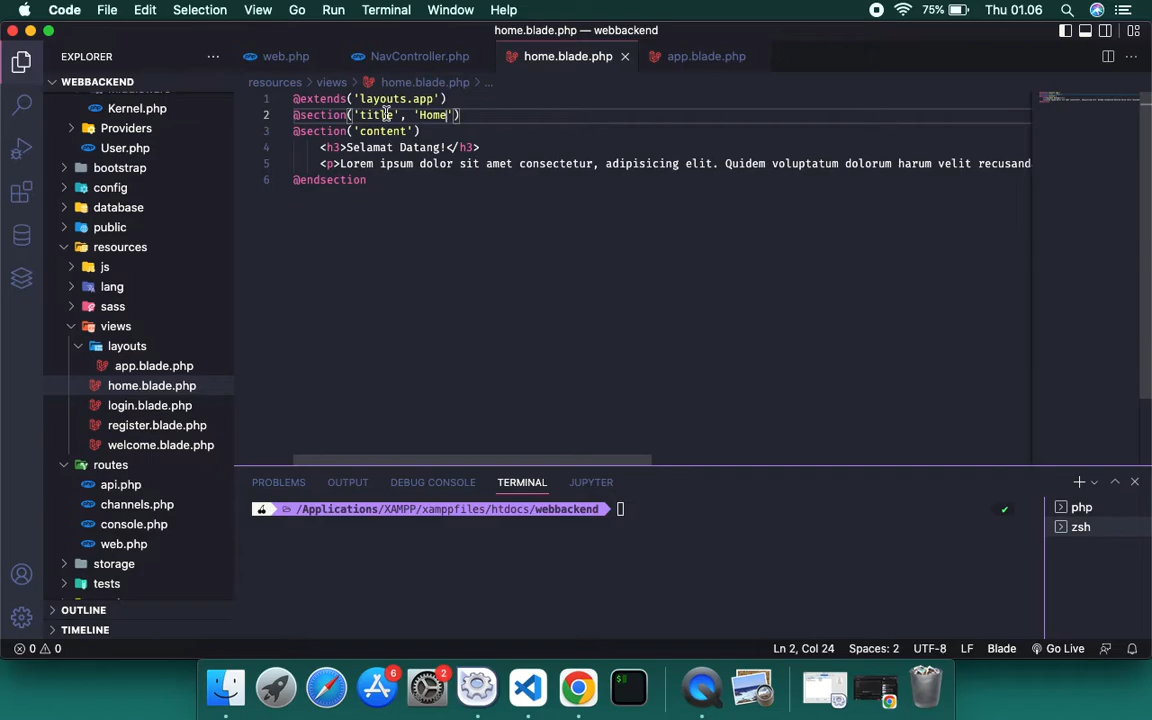 Code File Edit Selection View Go Run Terminal Window Help 75% Thu 01.06
home.blade.php — webbackend
EXPLORER ··· web.php NavController.php home.blade.php app.blade.php
WEBBACKEND resources › views › home.blade.php › ...
Kernel.php
Providers
User.php
bootstrap
config
database
public
resources
js
lang
sass
views
layouts
app.blade.php
home.blade.php
login.blade.php
register.blade.php
welcome.blade.php
routes
api.php
channels.php
console.php
web.php
storage
tests
OUTLINE
TIMELINE
1 @extends('layouts.app')
2 @section('title', 'Home')
3 @section('content')
4 <h3>Selamat Datang!</h3>
5 <p>Lorem ipsum dolor sit amet consectetur, adipisicing elit. Quidem voluptatum dolorum harum velit recusand
6 @endsection
PROBLEMS OUTPUT DEBUG CONSOLE TERMINAL JUPYTER
/Applications/XAMPP/xamppfiles/htdocs/webbackend
php
zsh
0 0 Ln 2, Col 24 Spaces: 2 UTF-8 LF Blade Go Live
6 2